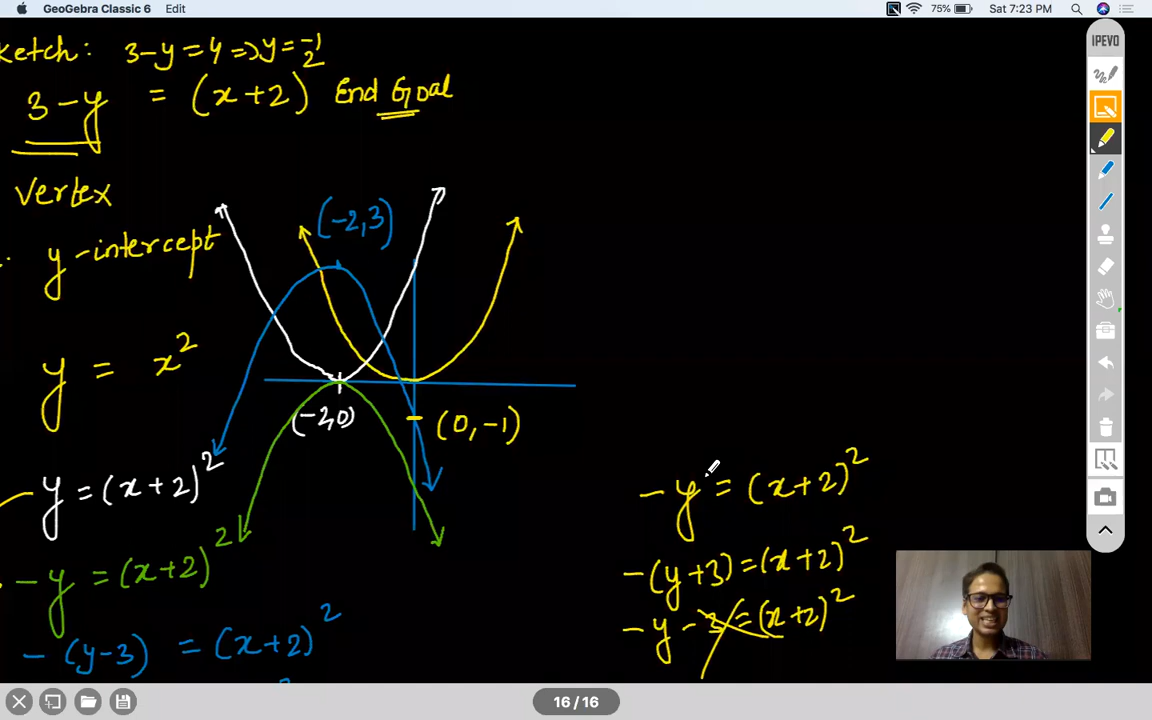 GeoGebra Classic 6 Edit 75% Sat 7:23 PM
IPEVO
ketch: 3-y=4 => y=-1
2
3-y = (x+2) End Goal
Vertex
y-intercept
(-2,3)
y = x²
(-2,0)
(0,-1)
y=(x+2)²
-y=(x+2)²
-(y-3) = (x+2)²
-y=(x+2)²
-(y+3)=(x+2)²
-y-3=(x+2)²
16/16